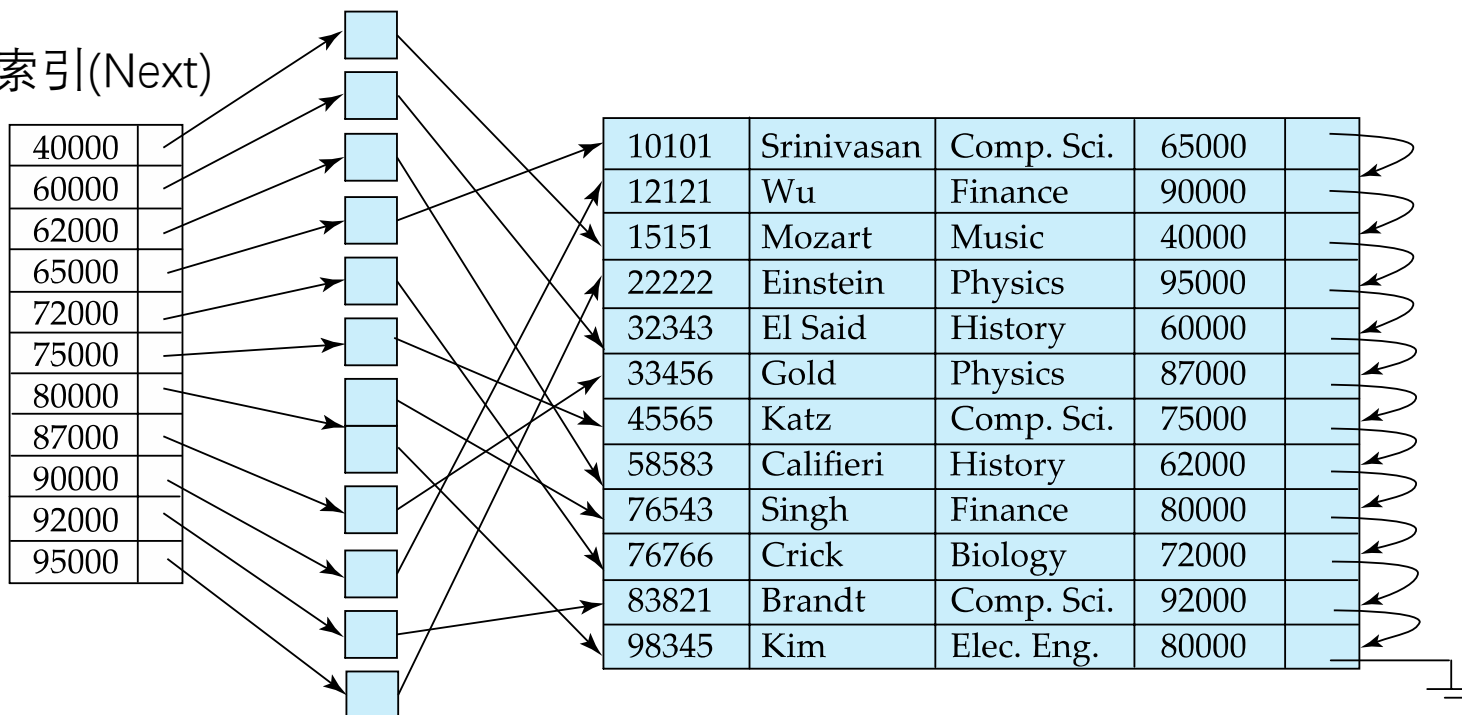 索引(Next)
40000
60000
62000
65000
72000
75000
80000
87000
90000
92000
95000
10101 Srinivasan Comp. Sci. 65000
12121 Wu Finance 90000
15151 Mozart Music 40000
22222 Einstein Physics 95000
32343 El Said History 60000
33456 Gold Physics 87000
45565 Katz Comp. Sci. 75000
58583 Califieri History 62000
76543 Singh Finance 80000
76766 Crick Biology 72000
83821 Brandt Comp. Sci. 92000
98345 Kim Elec. Eng. 80000